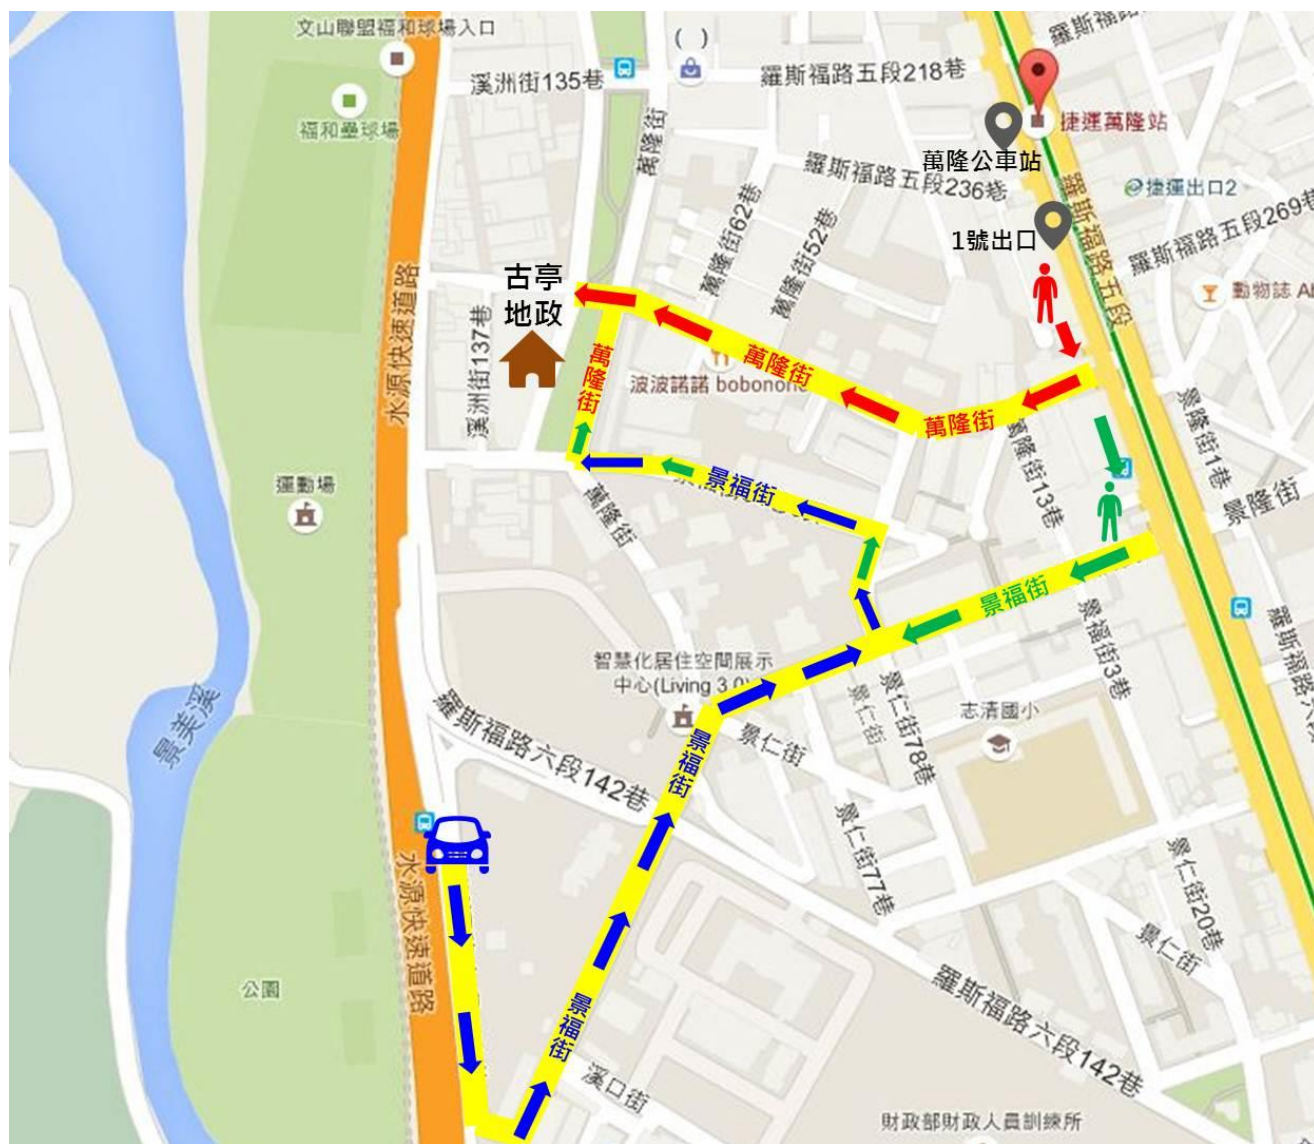 文山聯盟福和球場入口
( )
溪洲街135巷
羅斯福路五段218巷
羅斯福路
福和壘球場
捷運萬隆站
萬隆街
萬隆公車站
羅斯福路五段236巷
捷運出口2
羅斯福路五段
萬隆街62巷
萬隆街52巷
1號出口
羅斯福路五段269巷
水源快速道路
古亭
地政
動物誌
溪洲街137巷
萬隆街
萬隆街
波波諾諾 bobonono
萬隆街
萬隆街13巷
景隆街1巷
運動場
景福街
萬隆街
景隆街
景福街
景福街3巷
羅斯福路六段
智慧化居住空間展示
中心(Living 3.0)
景仁街
景仁街78巷
志清國小
景美溪
羅斯福路六段142巷
景福街
景仁街
景仁街77巷
景仁街20巷
水源快速道路
景仁街
公園
羅斯福路六段142巷
景福街
溪口街
財政部財政人員訓練所